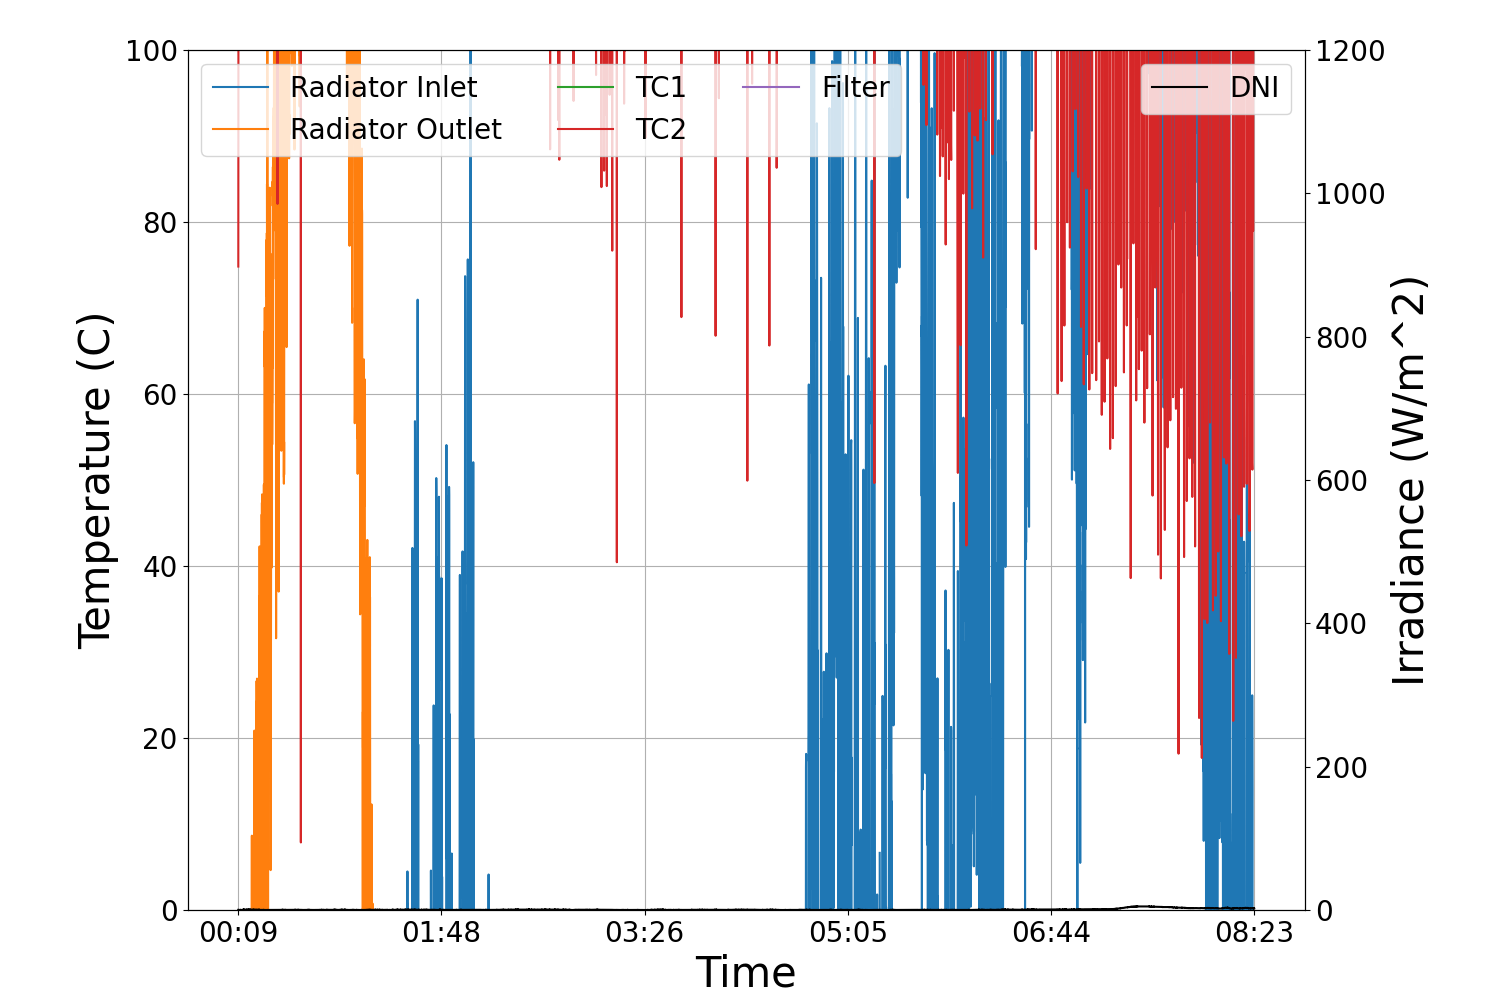 100
80
60
40
20
0
Temperature (C)
Radiator Inlet
Radiator Outlet
TC1
TC2
Filter
DNI
1200
1000
800
600
400
200
0
Irradiance (W/m^2)
00:09
01:48
03:26
05:05
06:44
08:23
Time